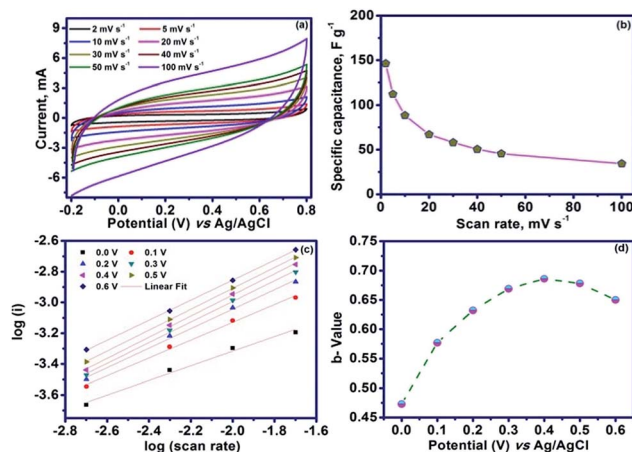 (a)
2 mV s⁻¹ 5 mV s⁻¹
10 mV s⁻¹ 20 mV s⁻¹
30 mV s⁻¹ 40 mV s⁻¹
50 mV s⁻¹ 100 mV s⁻¹
Current, mA
9
6
3
0
-3
-6
-0.2 0.0 0.2 0.4 0.6 0.8
Potential (V) vs Ag/AgCl
(b)
Specific capacitance, F g⁻¹
200
150
100
50
0
0 20 40 60 80 100
Scan rate, mV s⁻¹
(c)
0.0 V 0.1 V
0.2 V 0.3 V
0.4 V 0.5 V
0.6 V Linear Fit
log (i)
-2.6
-2.8
-3.0
-3.2
-3.4
-3.6
-3.8
-2.8 -2.6 -2.4 -2.2 -2.0 -1.8 -1.6
log (scan rate)
(d)
b- Value
0.75
0.70
0.65
0.60
0.55
0.50
0.45
0.0 0.1 0.2 0.3 0.4 0.5 0.6
Potential (V) vs Ag/AgCl